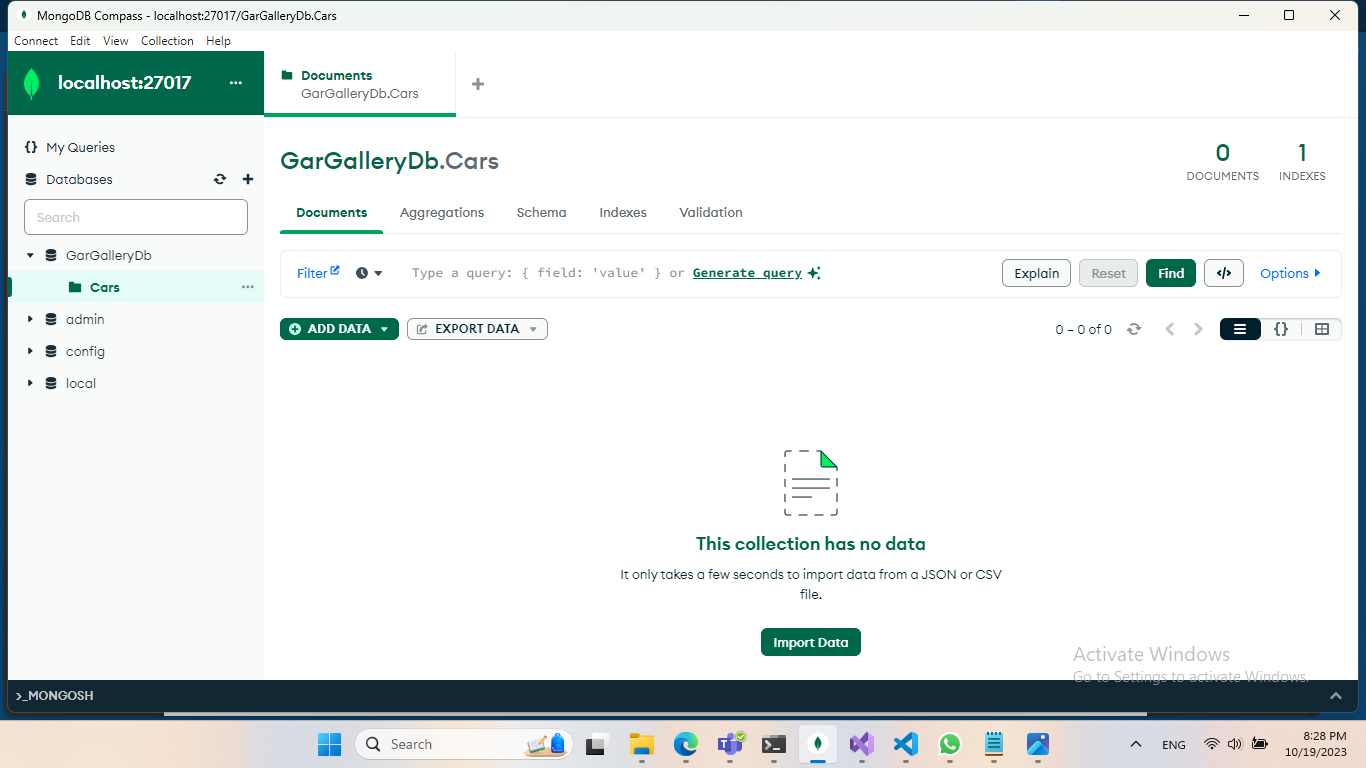 MongoDB Compass - localhost:27017/GarGalleryDb.Cars
Connect Edit View Collection Help
localhost:27017 ...
Documents
GarGalleryDb.Cars
My Queries
Databases
Search
GarGalleryDb
Cars
admin
config
local
GarGalleryDb.Cars
0
DOCUMENTS
1
INDEXES
Documents Aggregations Schema Indexes Validation
Filter Type a query: { field: 'value' } or Generate query Explain Reset Find </> Options
ADD DATA EXPORT DATA 0 – 0 of 0 {}
This collection has no data
It only takes a few seconds to import data from a JSON or CSV
file.
Import Data
Activate Windows
Go to Settings to activate Windows.
>_MONGOSH
Search
ENG
8:28 PM
10/19/2023